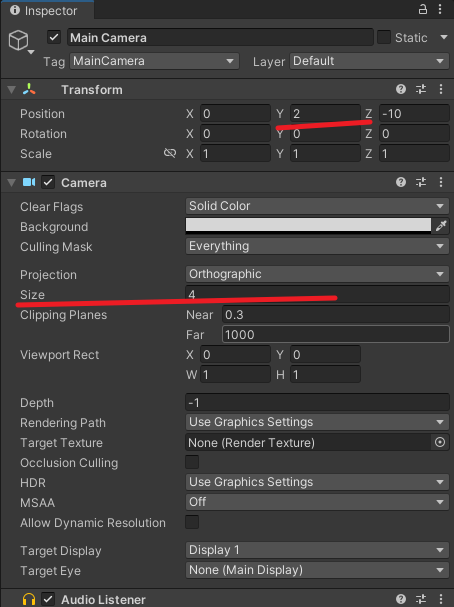 Inspector
Main Camera Static
Tag MainCamera Layer Default
Transform
Position X 0 Y 2 Z -10
Rotation X 0 Y 0 Z 0
Scale X 1 Y 1 Z 1
Camera
Clear Flags Solid Color
Background
Culling Mask Everything
Projection Orthographic
Size 4
Clipping Planes Near 0.3
Far 1000
Viewport Rect X 0 Y 0
W 1 H 1
Depth -1
Rendering Path Use Graphics Settings
Target Texture None (Render Texture)
Occlusion Culling
HDR Use Graphics Settings
MSAA Off
Allow Dynamic Resolution
Target Display Display 1
Target Eye None (Main Display)
Audio Listener